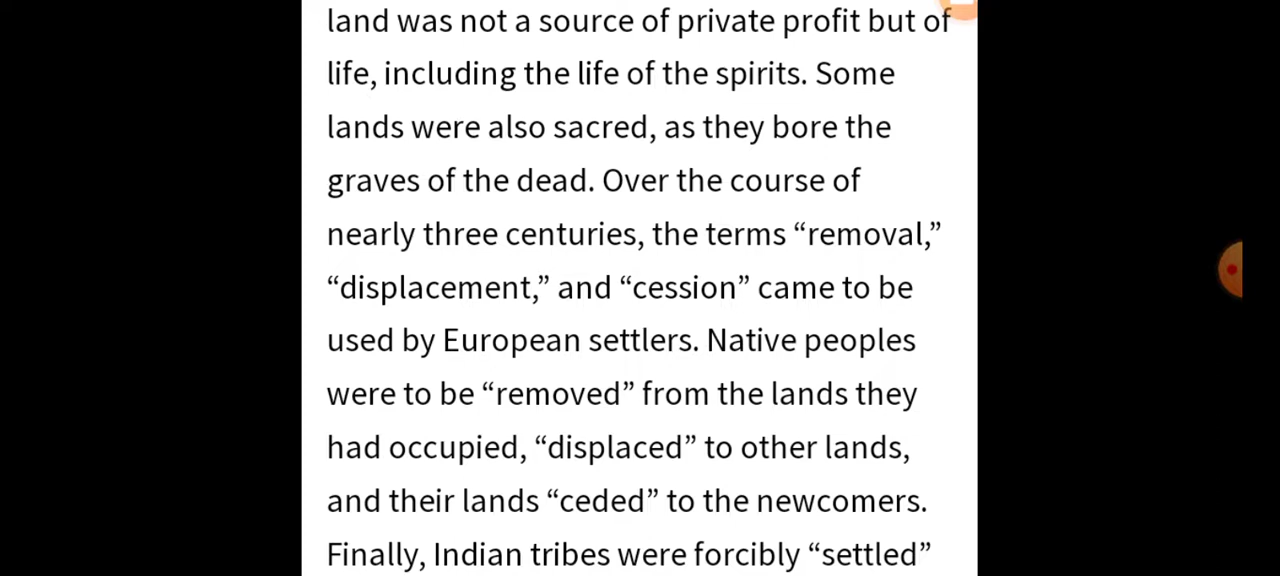 land was not a source of private profit but of
life, including the life of the spirits. Some
lands were also sacred, as they bore the
graves of the dead. Over the course of
nearly three centuries, the terms “removal,”
“displacement,” and “cession” came to be
used by European settlers. Native peoples
were to be “removed” from the lands they
had occupied, “displaced” to other lands,
and their lands “ceded” to the newcomers.
Finally, Indian tribes were forcibly “settled”